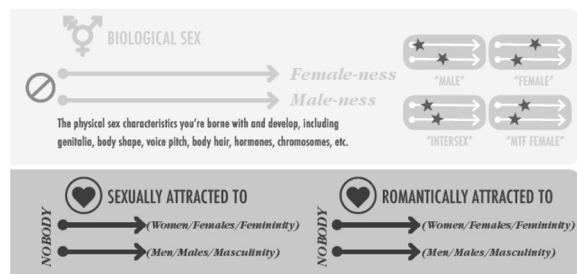 BIOLOGICAL SEX
Female-ness
Male-ness
The physical sex characteristics you're borne with and develop, including
genitalia, body shape, voice pitch, body hair, hormones, chromosomes, etc.
"MALE"
"FEMALE"
"INTERSEX"
"MTF FEMALE"
SEXUALLY ATTRACTED TO
NOBODY
(Women/Females/Femininity)
(Men/Males/Masculinity)
ROMANTICALLY ATTRACTED TO
NOBODY
(Women/Females/Femininity)
(Men/Males/Masculinity)